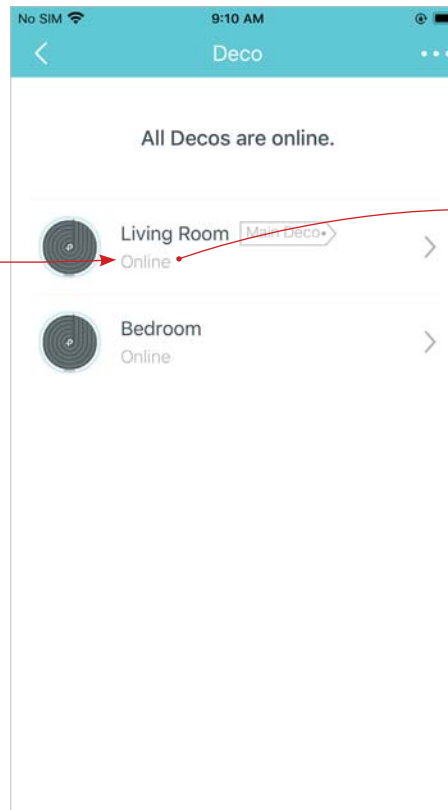 No SIM 9:10 AM
Deco
All Decos are online.
Living Room Main Deco
Online
Bedroom
Online